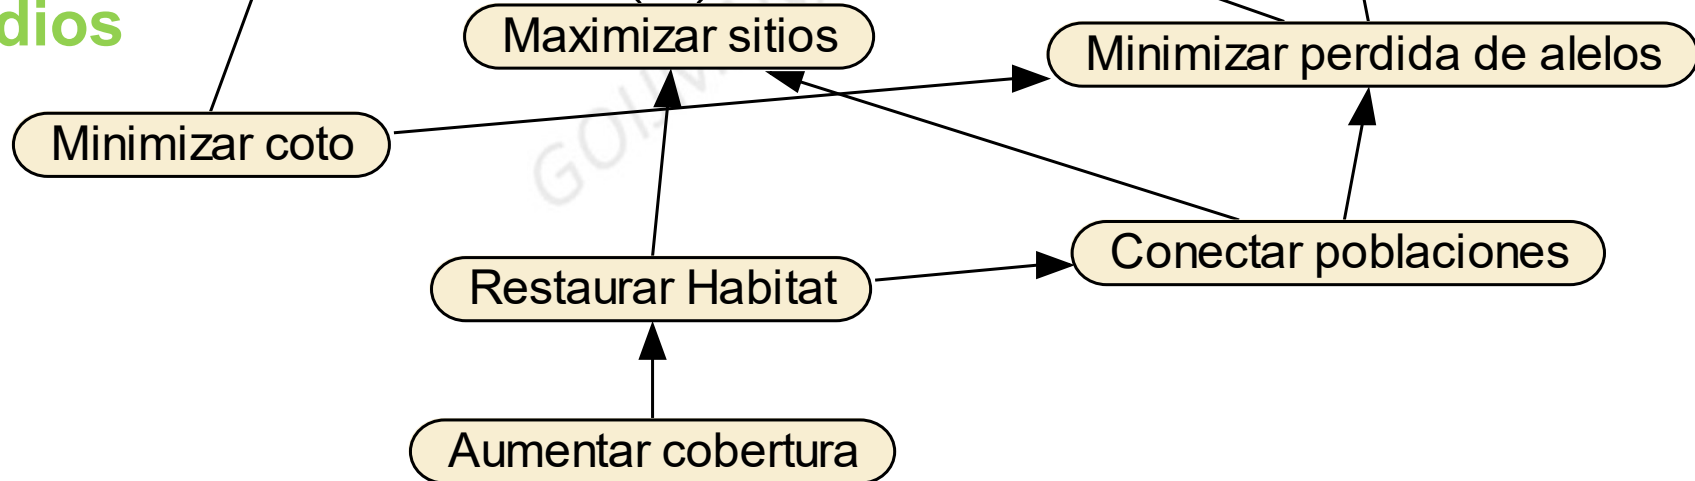 dios
Maximizar sitios
Minimizar perdida de alelos
Minimizar coto
Conectar poblaciones
Restaurar Habitat
Aumentar cobertura